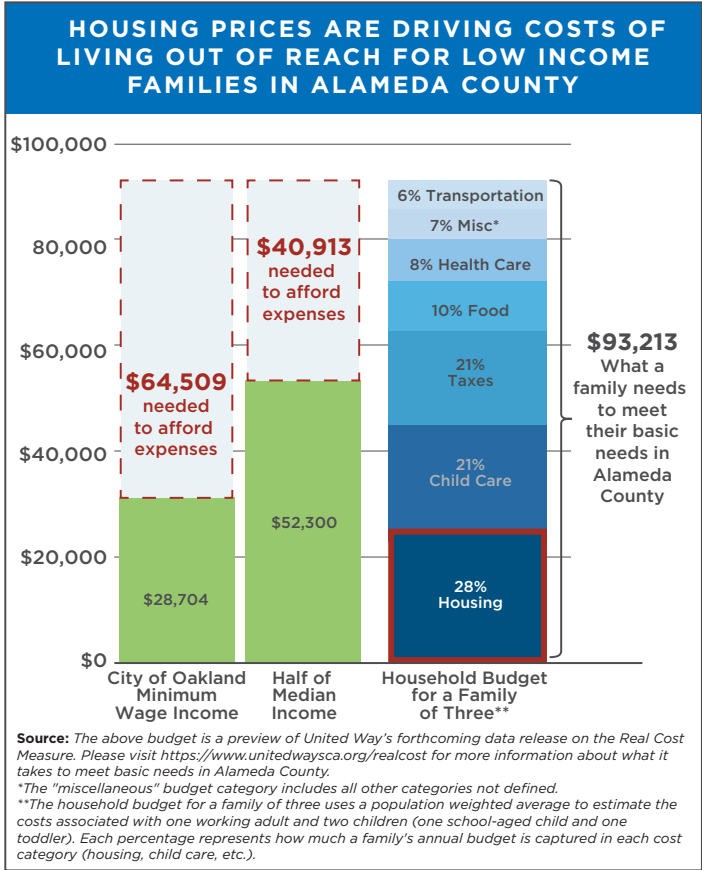 HOUSING PRICES ARE DRIVING COSTS OF
LIVING OUT OF REACH FOR LOW INCOME
FAMILIES IN ALAMEDA COUNTY
$100,000
80,000
$60,000
$40,000
$20,000
$0
$64,509
needed
to afford
expenses
$28,704
$40,913
needed
to afford
expenses
$52,300
6% Transportation
7% Misc*
8% Health Care
10% Food
21%
Taxes
21%
Child Care
28%
Housing
$93,213
What a
family needs
to meet
their basic
needs in
Alameda
County
City of Oakland
Minimum
Wage Income
Half of
Median
Income
Household Budget
for a Family
of Three**
Source: The above budget is a preview of United Way's forthcoming data release on the Real Cost
Measure. Please visit https://www.unitedwaysca.org/realcost for more information about what it
takes to meet basic needs in Alameda County.
*The "miscellaneous" budget category includes all other categories not defined.
**The household budget for a family of three uses a population weighted average to estimate the
costs associated with one working adult and two children (one school-aged child and one
toddler). Each percentage represents how much a family's annual budget is captured in each cost
category (housing, child care, etc.).